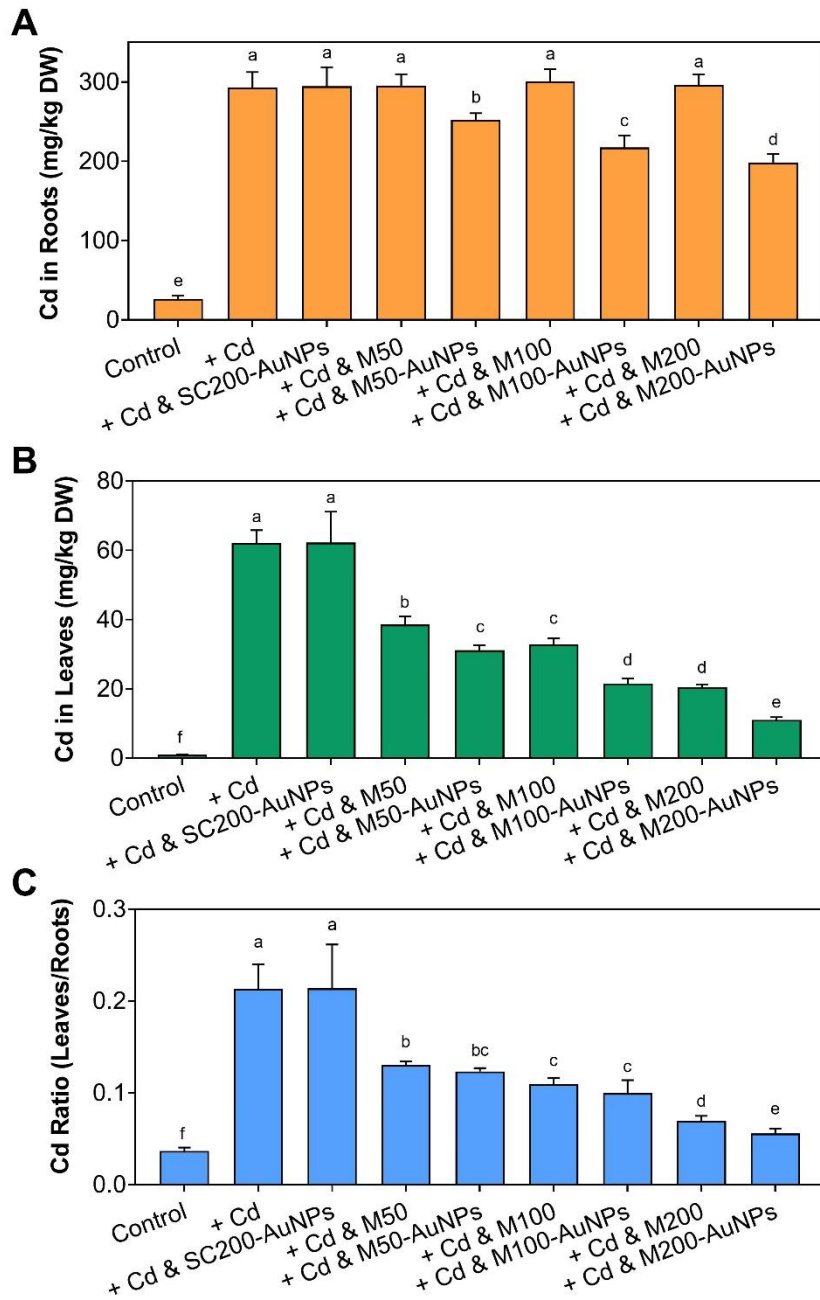 A
Cd in Roots (mg/kg DW)
300
200
100
0
e
a
a
a
b
a
c
a
d
Control
+ Cd
+ Cd & SC200-AuNPs
+ Cd & M50
+ Cd & M50-AuNPs
+ Cd & M100
+ Cd & M100-AuNPs
+ Cd & M200
+ Cd & M200-AuNPs
B
Cd in Leaves (mg/kg DW)
80
60
40
20
0
f
a
a
b
c
c
d
d
e
Control
+ Cd
+ Cd & SC200-AuNPs
+ Cd & M50
+ Cd & M50-AuNPs
+ Cd & M100
+ Cd & M100-AuNPs
+ Cd & M200
+ Cd & M200-AuNPs
C
Cd Ratio (Leaves/Roots)
0.3
0.2
0.1
0.0
f
a
a
b
bc
c
c
d
e
Control
+ Cd
+ Cd & SC200-AuNPs
+ Cd & M50
+ Cd & M50-AuNPs
+ Cd & M100
+ Cd & M100-AuNPs
+ Cd & M200
+ Cd & M200-AuNPs